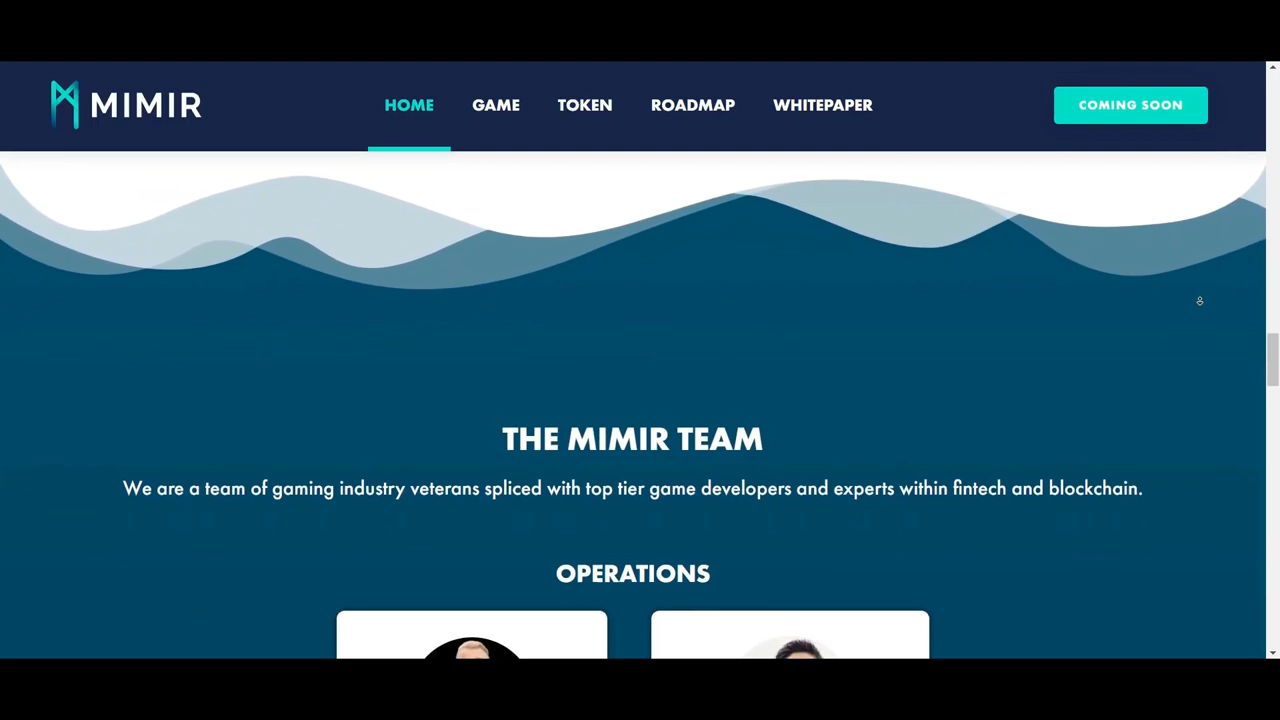 MIMIR
HOME GAME TOKEN ROADMAP WHITEPAPER
COMING SOON
THE MIMIR TEAM
We are a team of gaming industry veterans spliced with top tier game developers and experts within fintech and blockchain.
OPERATIONS